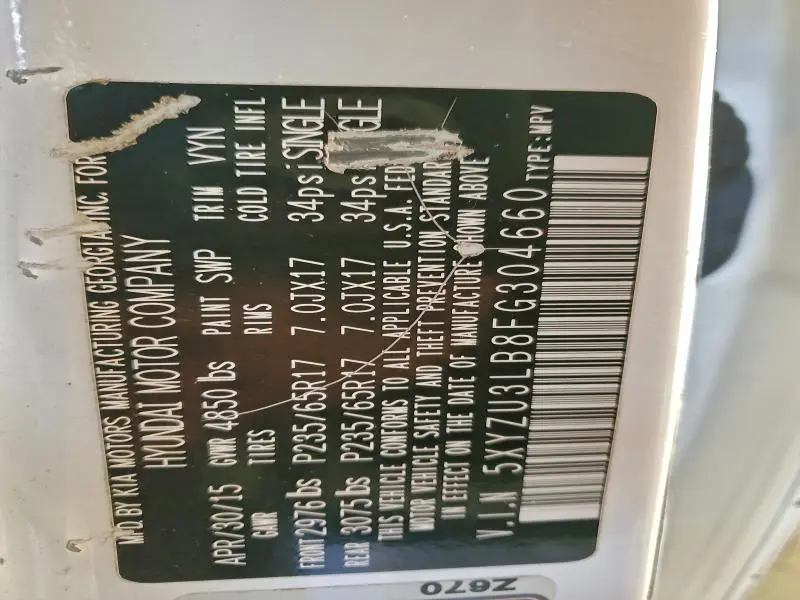 MFD. BY KIA MOTORS MANUFACTURING GEORGIA, INC. FOR
HYUNDAI MOTOR COMPANY
APR/30/15 GVWR 4850 lbs PAINT SWP TRIM VYN
GAWR TIRES RIMS COLD TIRE INFL
FRONT 2976 lbs P235/65R17 7.0JX17 34psi SINGLE
REAR 3075 lbs P235/65R17 7.0JX17 34psi GLE
THIS VEHICLE CONFORMS TO ALL APPLICABLE U.S.A. FED
MOTOR VEHICLE SAFETY AND THEFT PREVENTION STANDAR
IN EFFECT ON THE DATE OF MANUFACTURE HOWN ABOVE
V.I.N 5XYZU3LB8FG304660 TYPE:MPV
Z670